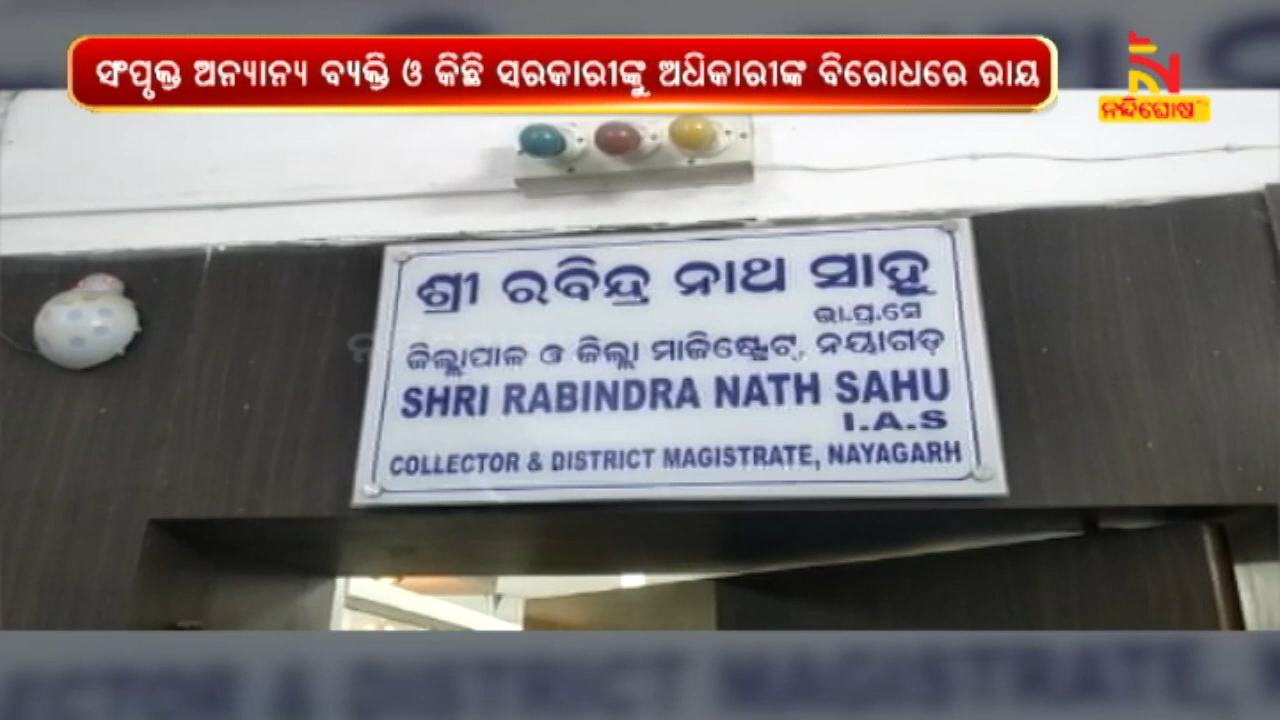 ସଂପୃକ୍ତ ଅନ୍ୟାନ୍ୟ ବ୍ୟକ୍ତି ଓ କିଛି ସରକାରୀଙ୍କୁ ଅଧିକାରୀଙ୍କ ବିରୋଧରେ ରାୟ
ନନ୍ଦିଘୋଷ
ଶ୍ରୀ ରବିନ୍ଦ୍ର ନାଥ ସାହୁ
ଭା.ପ୍ର.ସେ
ଜିଲ୍ଲାପାଳ ଓ ଜିଲ୍ଲା ମାଜିଷ୍ଟ୍ରେଟ୍, ନୟାଗଡ଼
SHRI RABINDRA NATH SAHU
I.A.S
COLLECTOR & DISTRICT MAGISTRATE, NAYAGARH